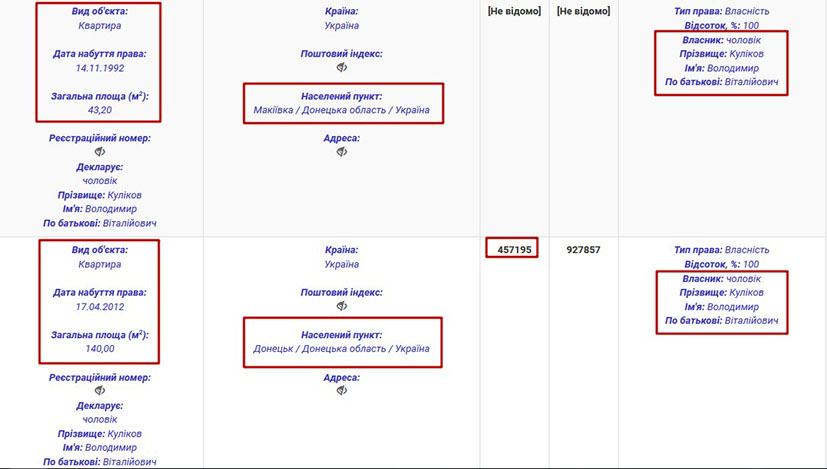 Вид об'єкта:
Квартира
Дата набуття права:
14.11.1992
Загальна площа (м²):
43,20
Реєстраційний номер:
Декларує:
чоловік
Прізвище: Куліков
Ім'я: Володимир
По батькові: Віталійович
Країна:
Україна
Поштовий індекс:
Населений пункт:
Макіївка / Донецька область / Україна
Адреса:
[Не відомо]
[Не відомо]
Тип права: Власність
Відсоток, %: 100
Власник: чоловік
Прізвище: Куліков
Ім'я: Володимир
По батькові: Віталійович
Вид об'єкта:
Квартира
Дата набуття права:
17.04.2012
Загальна площа (м²):
140,00
Реєстраційний номер:
Декларує:
чоловік
Прізвище: Куліков
Ім'я: Володимир
По батькові: Віталійович
Країна:
Україна
Поштовий індекс:
Населений пункт:
Донецьк / Донецька область / Україна
Адреса:
457195
927857
Тип права: Власність
Відсоток, %: 100
Власник: чоловік
Прізвище: Куліков
Ім'я: Володимир
По батькові: Віталійович